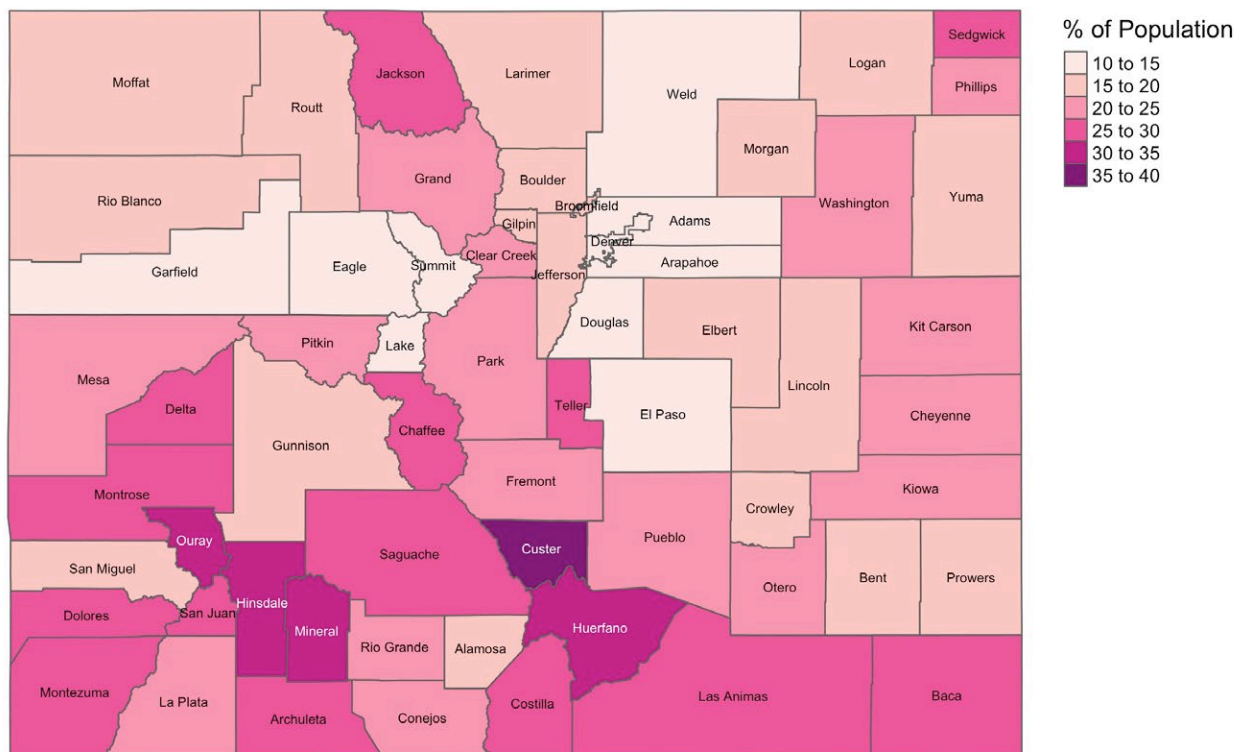 % of Population
10 to 15
15 to 20
20 to 25
25 to 30
30 to 35
35 to 40
Sedgwick
Jackson
Logan
Larimer
Moffat
Phillips
Weld
Routt
Morgan
Grand
Boulder
Yuma
Rio Blanco
Washington
Broomfield
Gilpin
Adams
Denver
Clear Creek
Arapahoe
Eagle
Summit
Garfield
Jefferson
Douglas
Kit Carson
Elbert
Pitkin
Lake
Park
Mesa
Lincoln
Teller
Delta
El Paso
Cheyenne
Chaffee
Gunnison
Fremont
Kiowa
Montrose
Crowley
Pueblo
Ouray
Custer
Saguache
San Miguel
Bent
Prowers
Otero
Hinsdale
San Juan
Dolores
Huerfano
Mineral
Rio Grande
Alamosa
Montezuma
La Plata
Las Animas
Baca
Costilla
Archuleta
Conejos